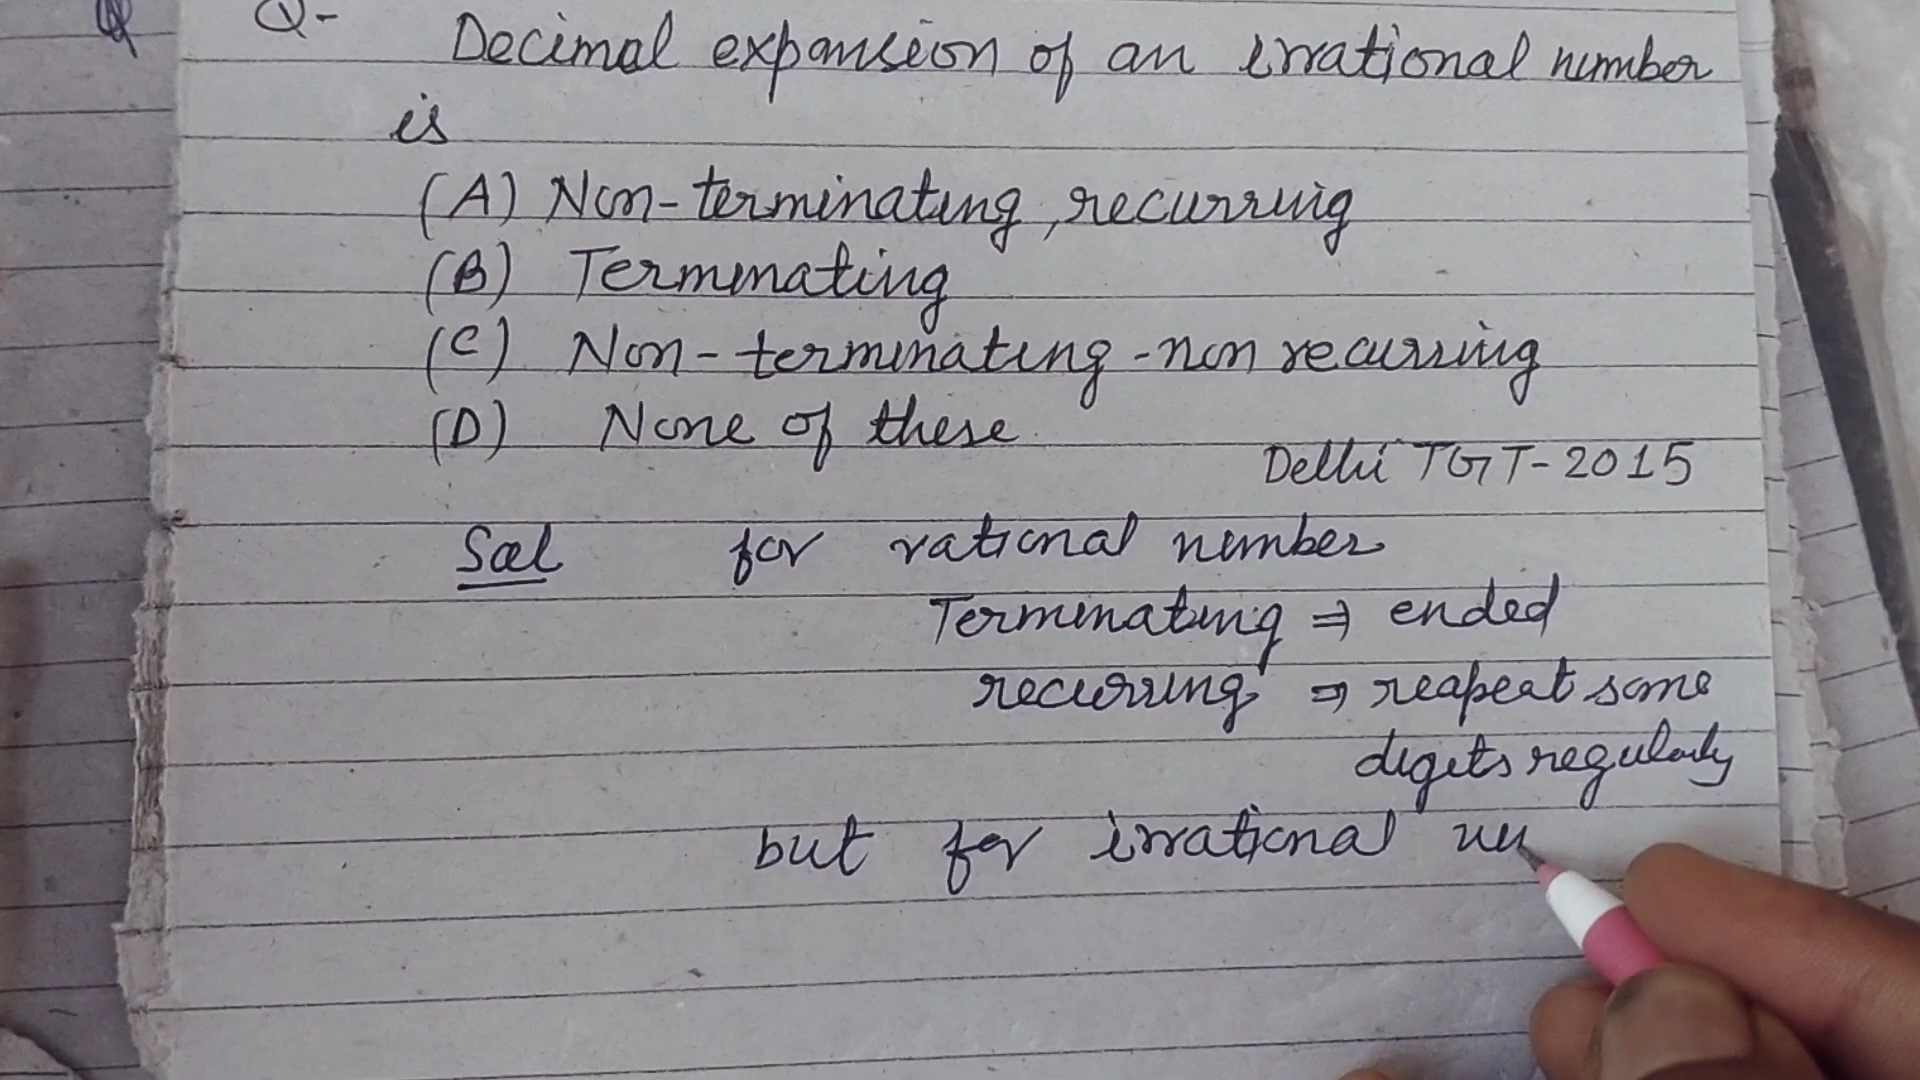 Q-
Decimal expansion of an irrational number
is
(A) Non-terminating, recurring
(B) Terminating
(C) Non-terminating-non recurring
(D) None of these
Delhi TGT-2015
Sol for rational number
Terminating ⇒ ended
recurring ⇒ reapeat some
digits regularly
but for irrational nu